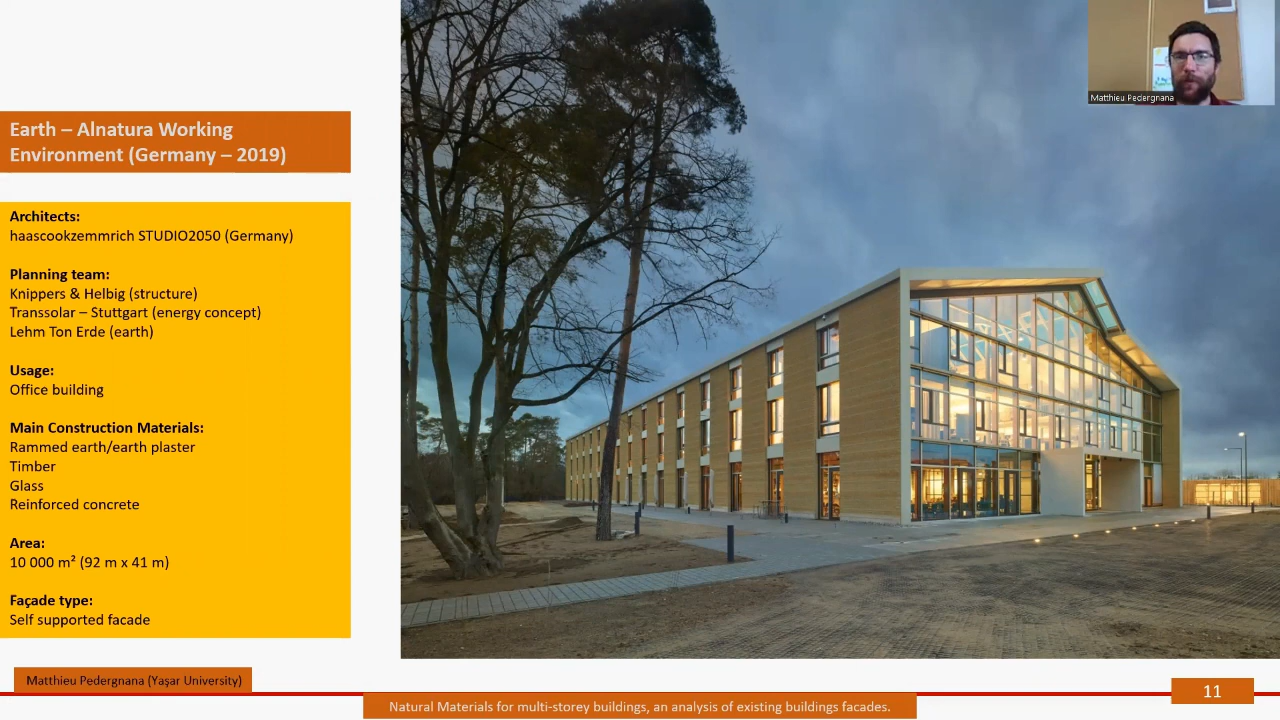 Matthieu Pedergnana
Earth – Alnatura Working
Environment (Germany – 2019)
Architects:
haascookzemmrich STUDIO2050 (Germany)
Planning team:
Knippers & Helbig (structure)
Transsolar – Stuttgart (energy concept)
Lehm Ton Erde (earth)
Usage:
Office building
Main Construction Materials:
Rammed earth/earth plaster
Timber
Glass
Reinforced concrete
Area:
10 000 m² (92 m x 41 m)
Façade type:
Self supported facade
Matthieu Pedergnana (Yaşar University)
Natural Materials for multi-storey buildings, an analysis of existing buildings facades.
11